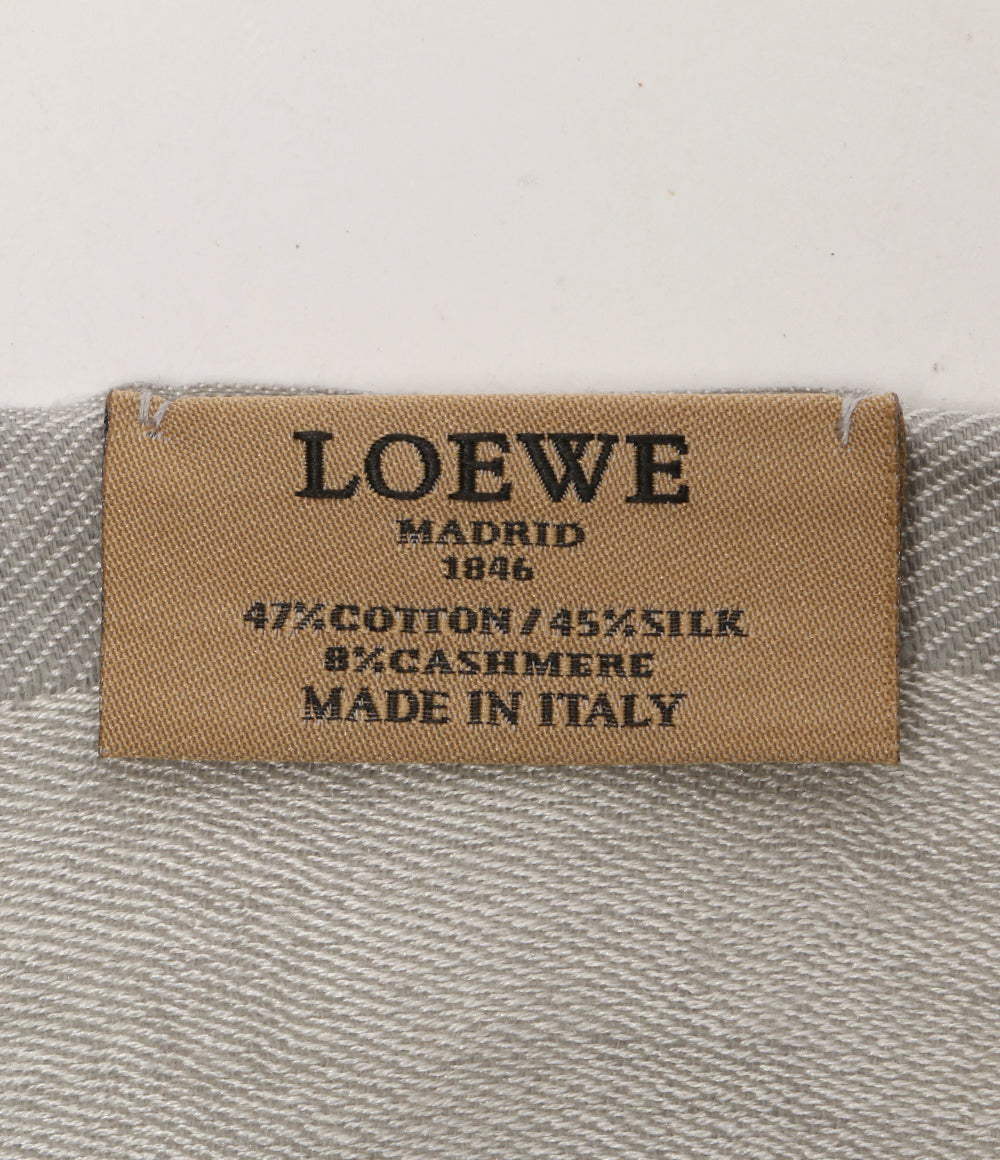 LOEWE
MADRID
1846
47%COTTON/45%SILK
8%CASHMERE
MADE IN ITALY